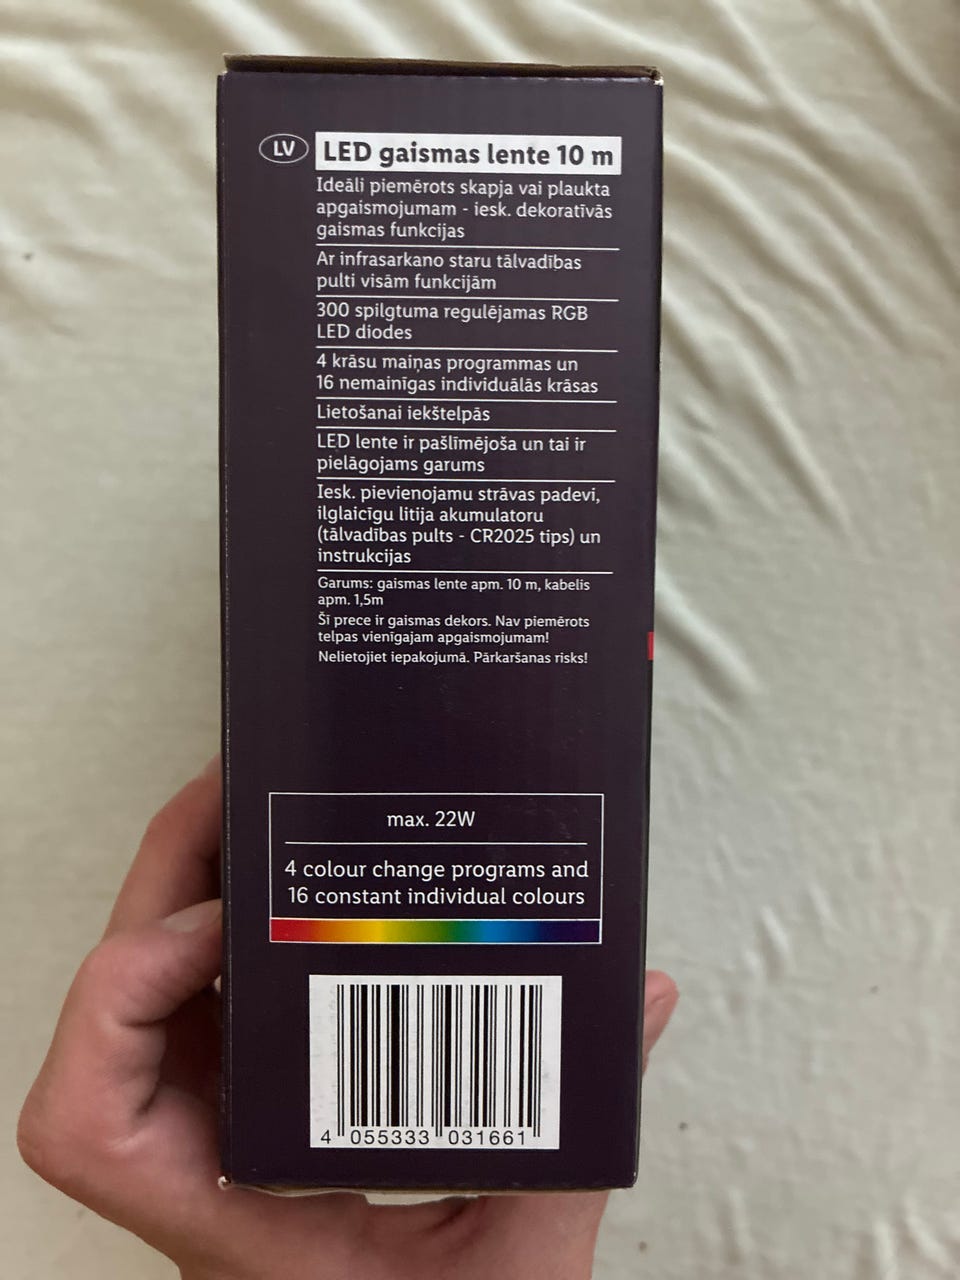 LV
LED gaismas lente 10 m
Ideāli piemērots skapja vai plaukta
apgaismojumam - iesk. dekoratīvās
gaismas funkcijas
Ar infrasarkano staru tālvadības
pulti visām funkcijām
300 spilgtuma regulējamas RGB
LED diodes
4 krāsu maiņas programmas un
16 nemainīgas individuālās krāsas
Lietošanai iekštelpās
LED lente ir pašlīmējoša un tai ir
pielāgojams garums
Iesk. pievienojamu strāvas padevi,
ilglaicīgu litija akumulatoru
(tālvadības pults - CR2025 tips) un
instrukcijas
Garums: gaismas lente apm. 10 m, kabelis
apm. 1,5m
Šī prece ir gaismas dekors. Nav piemērots
telpas vienīgajam apgaismojumam!
Nelietojiet iepakojumā. Pārkaršanas risks!
max. 22W
4 colour change programs and
16 constant individual colours
4 055333 031661